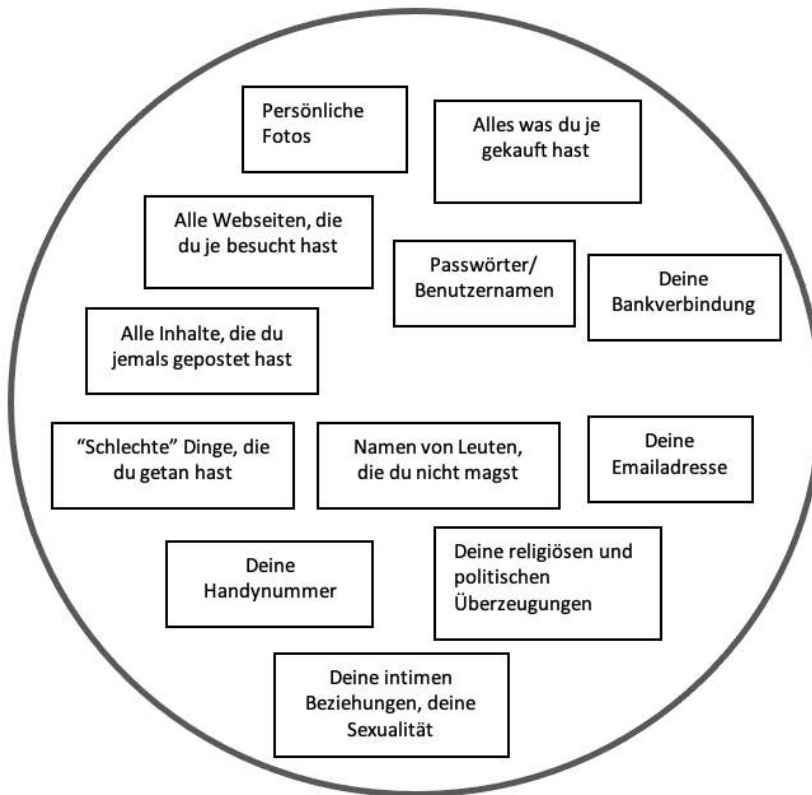 Persönliche
Fotos
Alles was du je
gekauft hast
Alle Webseiten, die
du je besucht hast
Passwörter/
Benutzernamen
Deine
Bankverbindung
Alle Inhalte, die du
jemals gepostet hast
“Schlechte” Dinge, die
du getan hast
Namen von Leuten,
die du nicht magst
Deine
Emailadresse
Deine
Handynummer
Deine religiösen und
politischen
Überzeugungen
Deine intimen
Beziehungen, deine
Sexualität